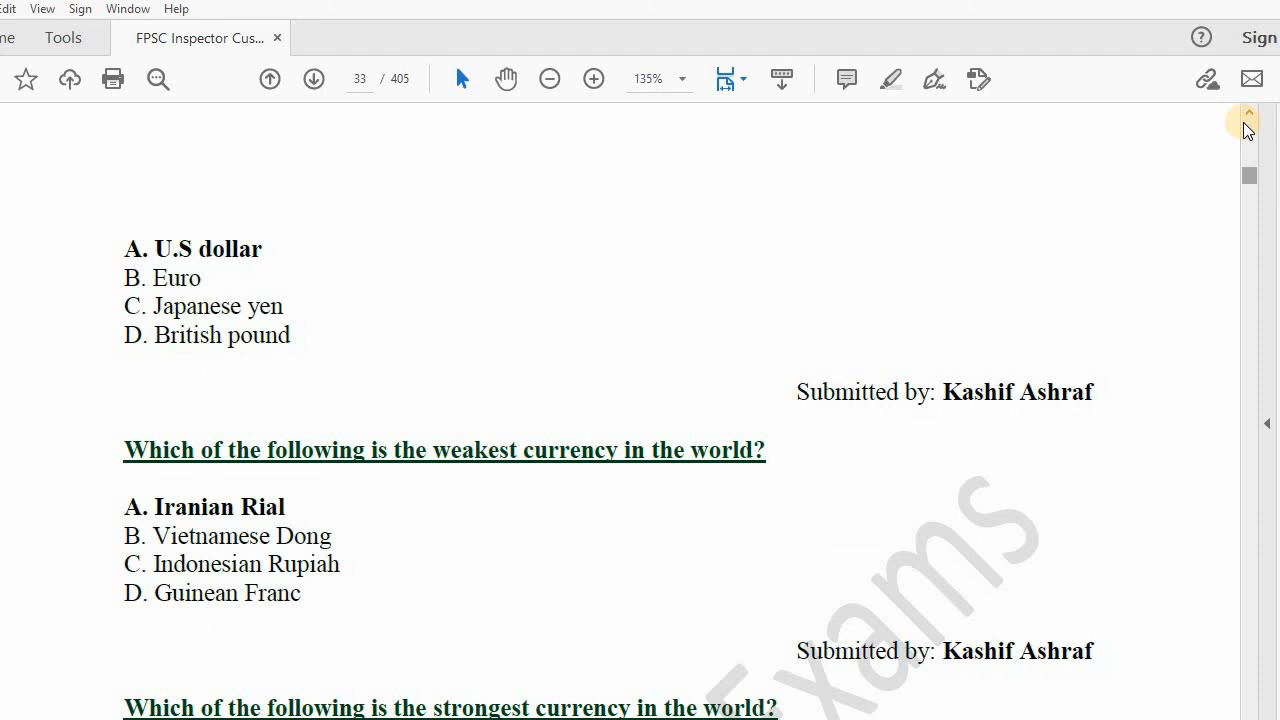 Edit View Sign Window Help
me Tools FPSC Inspector Cus... × ? Sign
33 / 405 135%
A. U.S dollar
B. Euro
C. Japanese yen
D. British pound
Submitted by: Kashif Ashraf
Which of the following is the weakest currency in the world?
A. Iranian Rial
B. Vietnamese Dong
C. Indonesian Rupiah
D. Guinean Franc
Exams
Submitted by: Kashif Ashraf
Which of the following is the strongest currency in the world?